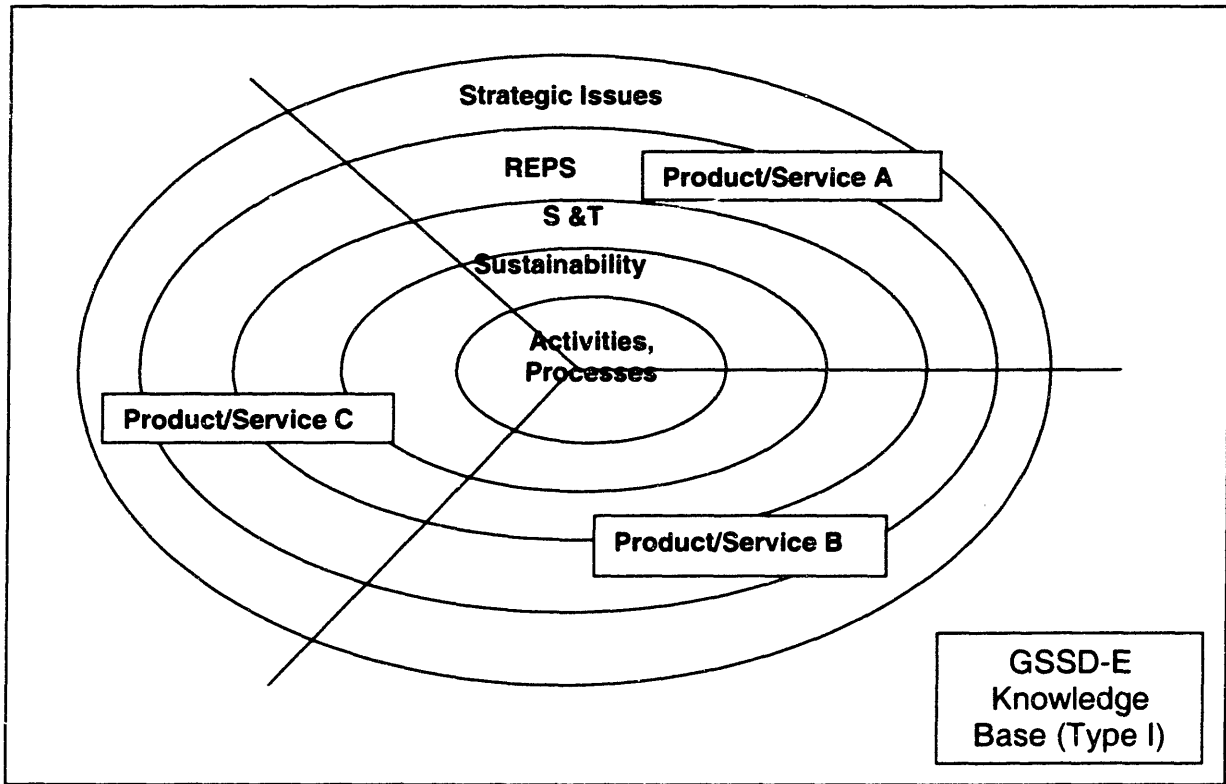 Strategic Issues
REPS
Product/Service A
S &T
Sustainability
Activities,
Processes
Product/Service C
Product/Service B
GSSD-E
Knowledge
Base (Type I)